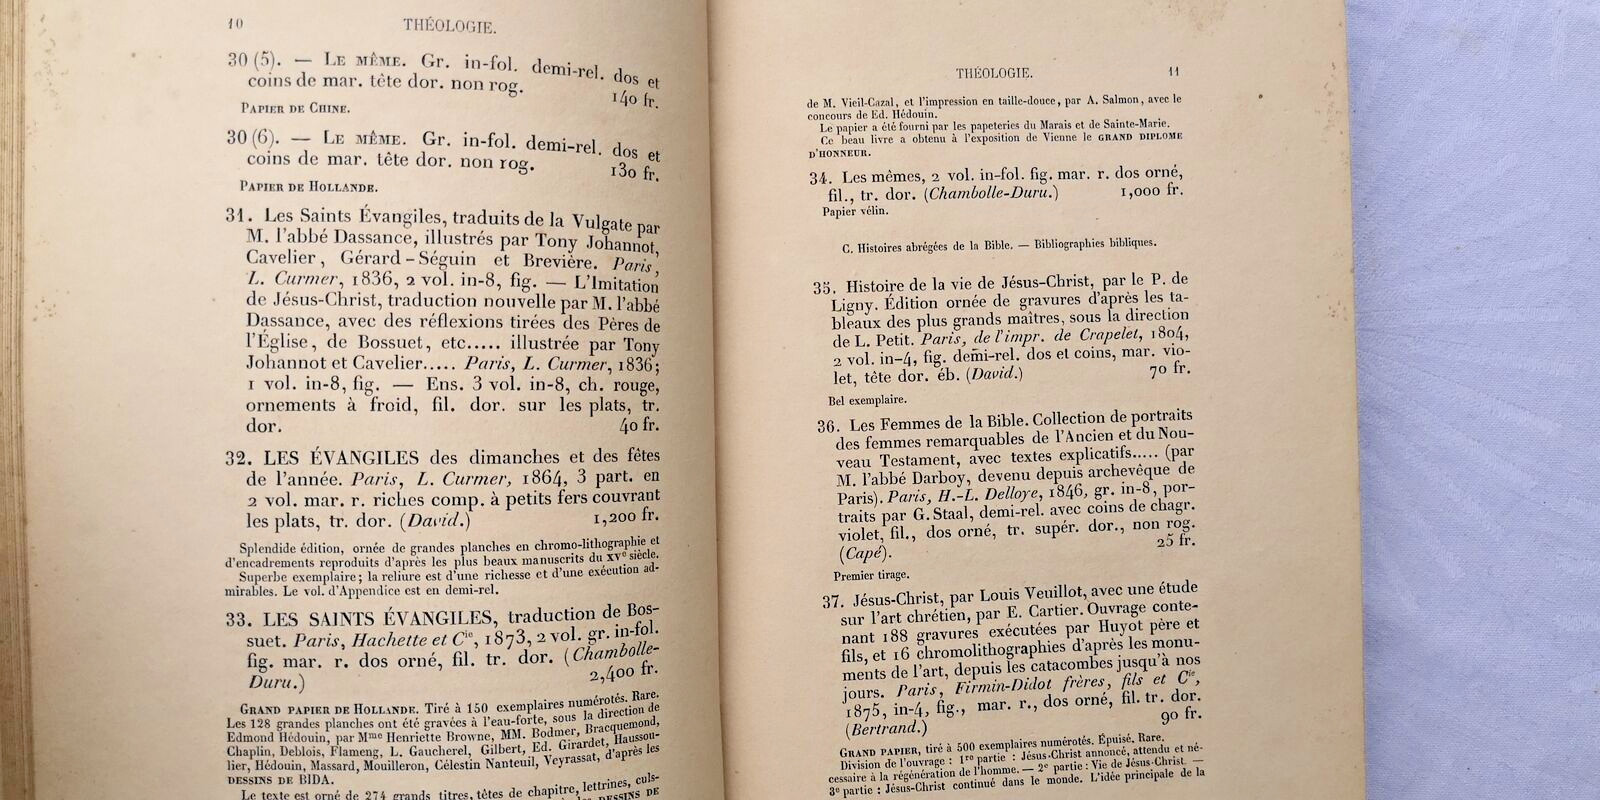 10 THÉOLOGIE.
30 (5). — LE MÊME. Gr. in-fol. demi-rel. dos et
coins de mar. tête dor. non rog. 140 fr.
PAPIER DE CHINE.
30 (6). — LE MÊME. Gr. in-fol. demi-rel. dos et
coins de mar. tête dor. non rog. 130 fr.
PAPIER DE HOLLANDE.
31. Les Saints Évangiles, traduits de la Vulgate par
M. l'abbé Dassance, illustrés par Tony Johannot,
Cavelier, Gérard-Séguin et Brevière. Paris,
L. Curmer, 1836, 2 vol. in-8, fig. — L'Imitation
de Jésus-Christ, traduction nouvelle par M. l'abbé
Dassance, avec des réflexions tirées des Pères de
l'Église, de Bossuet, etc..... illustrée par Tony
Johannot et Cavelier..... Paris, L. Curmer, 1836;
1 vol. in-8, fig. — Ens. 3 vol. in-8, ch. rouge,
ornements à froid, fil. dor. sur les plats, tr.
dor. 40 fr.
32. LES ÉVANGILES des dimanches et des fêtes
de l'année. Paris, L. Curmer, 1864, 3 part. en
2 vol. mar. r. riches comp. à petits fers couvrant
les plats, tr. dor. (David.) 1,200 fr.
Splendide édition, ornée de grandes planches en chromo-lithographie et
d'encadrements reproduits d'après les plus beaux manuscrits du XVe siècle.
Superbe exemplaire; la reliure est d'une richesse et d'une exécution ad-
mirables. Le vol. d'Appendice est en demi-rel.
33. LES SAINTS ÉVANGILES, traduction de Bos-
suet. Paris, Hachette et Cie, 1873, 2 vol. gr. in-fol.
fig. mar. r. dos orné, fil. tr. dor. (Chambolle-
Duru.) 2,400 fr.
GRAND PAPIER DE HOLLANDE. Tiré à 150 exemplaires numérotés. Rare.
Les 128 grandes planches ont été gravées à l'eau-forte, sous la direction de
Edmond Hédouin, par Mme Henriette Browne, MM. Bodmer, Bracquemond,
Chaplin, Deblois, Flameng, L. Gaucherel, Gilbert, Ed. Girardet, Haussou-
lier, Hédouin, Massard, Mouilleron, Célestin Nanteuil, Veyrassat, d'après les
DESSINS DE BIDA.
Le texte est orné de 274 grands titres, têtes de chapitre, lettrines, culs-
DESSINS DE
THÉOLOGIE. 11
de M. Vieil-Cazal, et l'impression en taille-douce, par A. Salmon, avec le
concours de Ed. Hédouin.
Le papier a été fourni par les papeteries du Marais et de Sainte-Marie.
Ce beau livre a obtenu à l'exposition de Vienne le GRAND DIPLOME
D'HONNEUR.
34. Les mêmes, 2 vol. in-fol. fig. mar. r. dos orné,
fil., tr. dor. (Chambolle-Duru.) 1,000 fr.
Papier vélin.
C. Histoires abrégées de la Bible. — Bibliographies bibliques.
35. Histoire de la vie de Jésus-Christ, par le P. de
Ligny. Édition ornée de gravures d'après les ta-
bleaux des plus grands maîtres, sous la direction
de L. Petit. Paris, de l'impr. de Crapelet, 1804,
2 vol. in-4, fig. demi-rel. dos et coins, mar. vio-
let, tête dor. éb. (David.) 70 fr.
Bel exemplaire.
36. Les Femmes de la Bible. Collection de portraits
des femmes remarquables de l'Ancien et du Nou-
veau Testament, avec textes explicatifs..... (par
M. l'abbé Darboy, devenu depuis archevêque de
Paris). Paris, H.-L. Delloye, 1846, gr. in-8, por-
traits par G. Staal, demi-rel. avec coins de chagr.
violet, fil., dos orné, tr. supér. dor., non rog.
(Capé). 25 fr.
Premier tirage.
37. Jésus-Christ, par Louis Veuillot, avec une étude
sur l'art chrétien, par E. Cartier. Ouvrage conte-
nant 188 gravures exécutées par Huyot père et
fils, et 16 chromolithographies d'après les monu-
ments de l'art, depuis les catacombes jusqu'à nos
jours. Paris, Firmin-Didot frères, fils et Cie,
1875, in-4, fig., mar. r., dos orné, fil. tr. dor.
(Bertrand.) 90 fr.
GRAND PAPIER, tiré à 500 exemplaires numérotés. Épuisé. Rare.
Division de l'ouvrage : 1re partie : Jésus-Christ annoncé, attendu et né-
cessaire à la régénération de l'homme. — 2e partie : Vie de Jésus-Christ. —
3e partie : Jésus-Christ continué dans le monde. L'idée principale de la